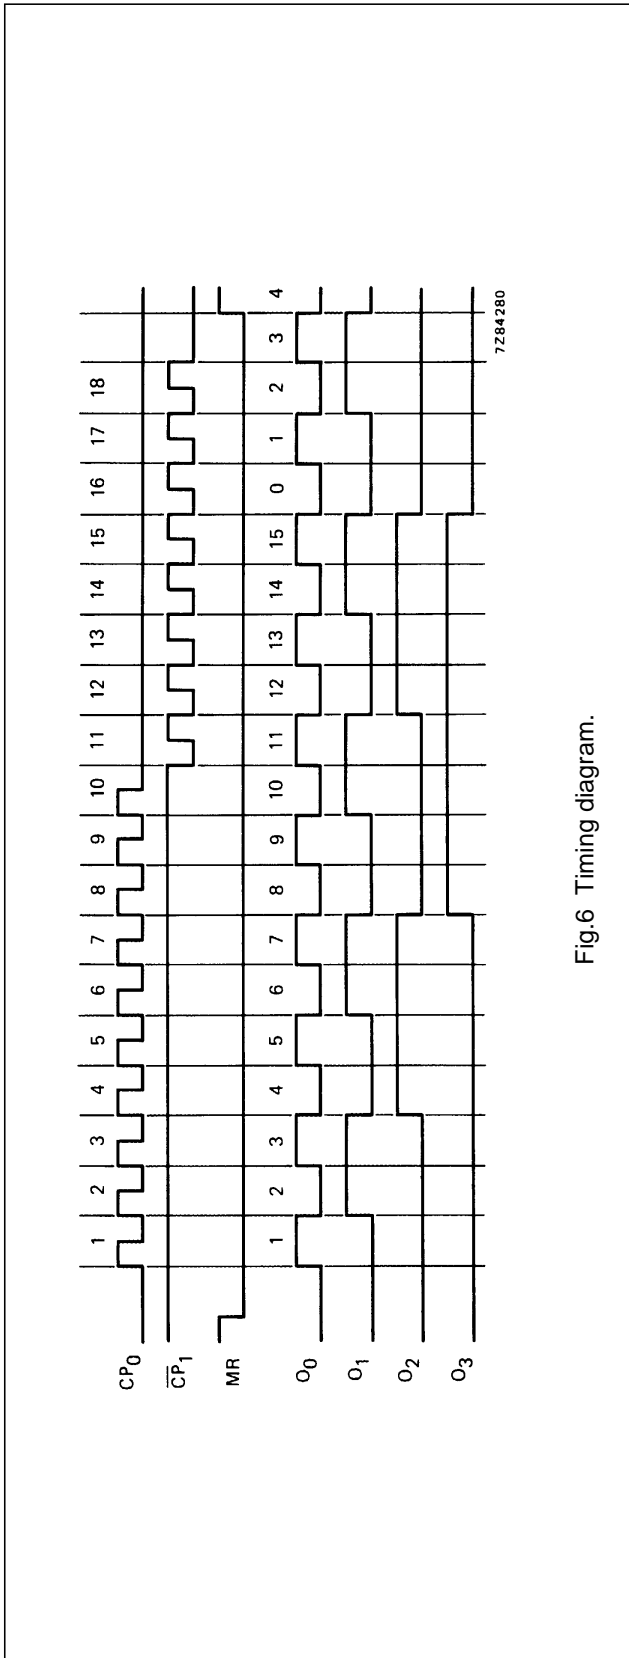 1 2 3 4 5 6 7 8 9 10 11 12 13 14 15 16 17 18
CP0
CP1
MR
1 2 3 4 5 6 7 8 9 10 11 12 13 14 15 0 1 2 3 4
O0
O1
O2
O3
7Z84280
Fig.6 Timing diagram.